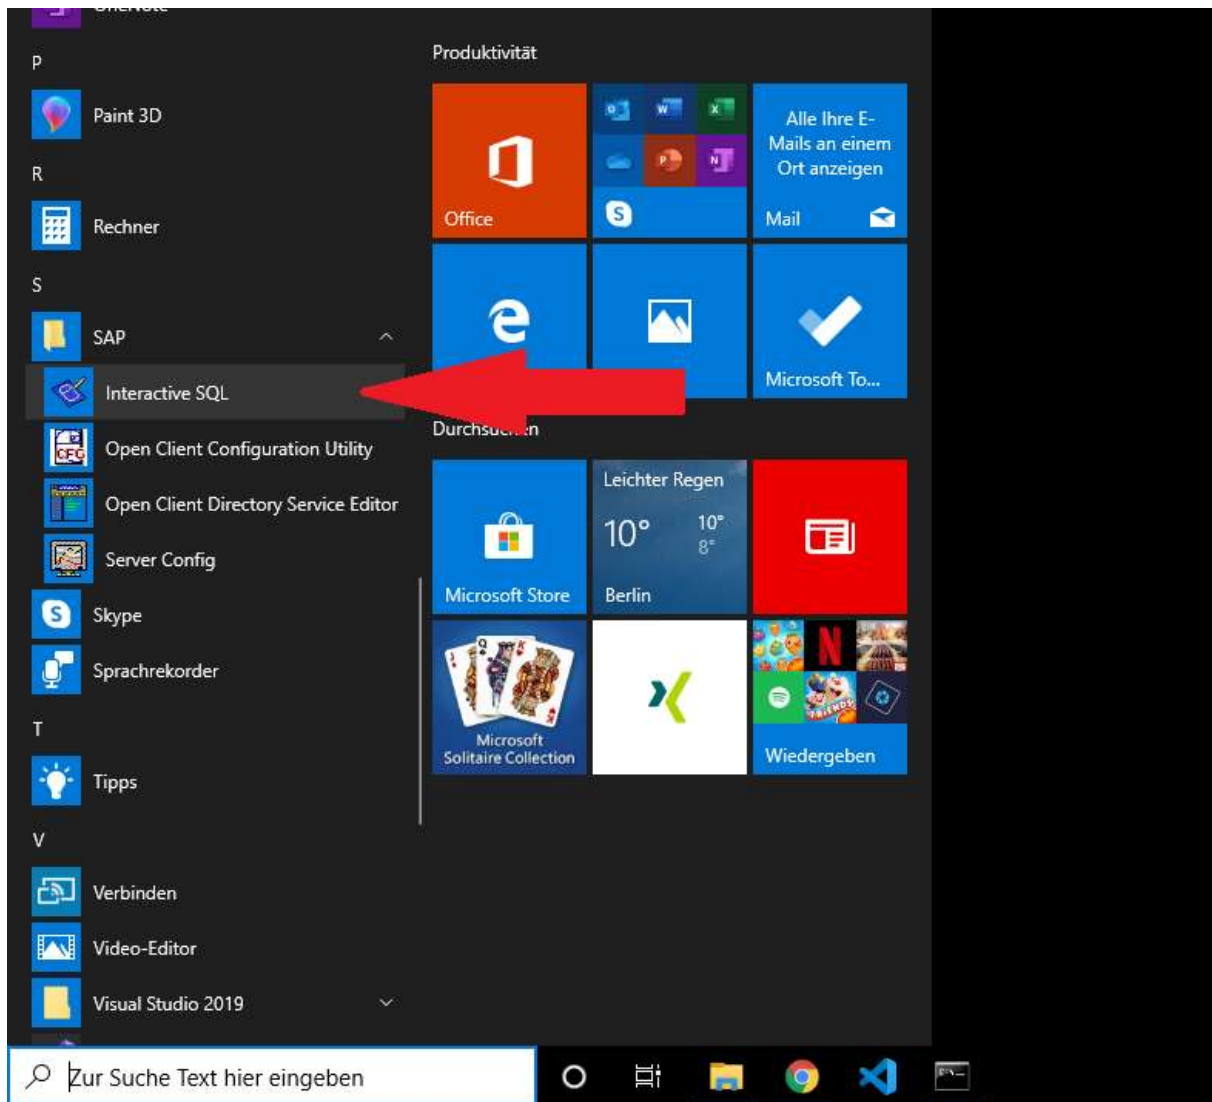 OneNote
P
Paint 3D
R
Rechner
S
SAP
Interactive SQL
Open Client Configuration Utility
CFG
Open Client Directory Service Editor
Server Config
Skype
Sprachrekorder
T
Tipps
V
Verbinden
Video-Editor
Visual Studio 2019
Zur Suche Text hier eingeben
Produktivität
Office
Alle Ihre E-
Mails an einem
Ort anzeigen
Mail
Microsoft To...
Leichter Regen
10°
10°
8°
Microsoft Store
Berlin
Microsoft
Solitaire Collection
Wiedergeben